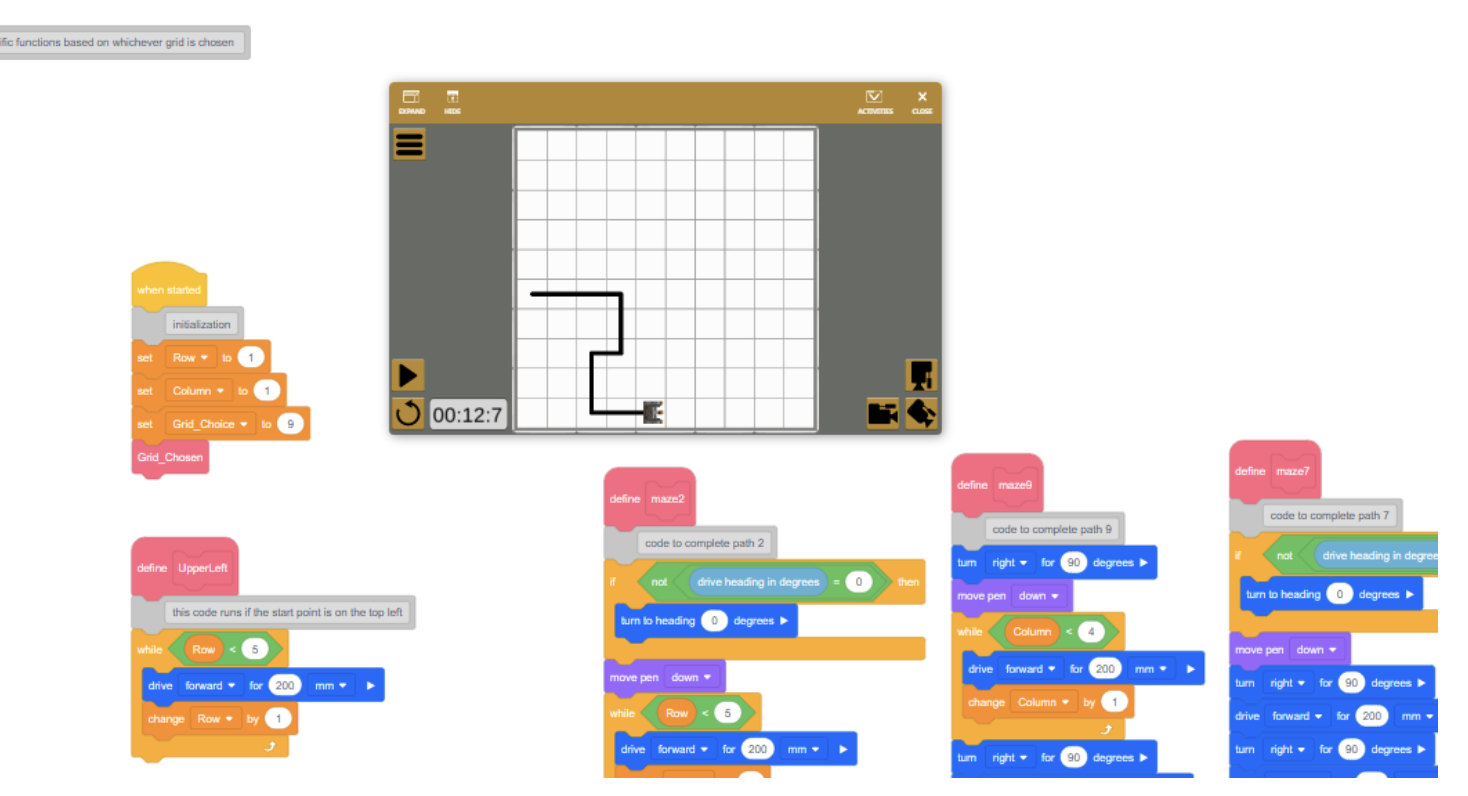 fic functions based on whichever grid is chosen
EXPAND HIDE ACTIVITIES CLOSE
00:12:7
when started
initialization
set Row to 1
set Column to 1
set Grid_Choice to 9
Grid_Chosen
define UpperLeft
this code runs if the start point is on the top left
while Row < 5
drive forward for 200 mm
change Row by 1
define maze2
code to complete path 2
if not drive heading in degrees = 0 then
turn to heading 0 degrees
move pen down
while Row < 5
drive forward for 200 mm
define maze9
code to complete path 9
turn right for 90 degrees
move pen down
while Column < 4
drive forward for 200 mm
change Column by 1
turn right for 90 degrees
define maze7
code to complete path 7
if not drive heading in degree
turn to heading 0 degrees
move pen down
turn right for 90 degrees
drive forward for 200 mm
turn right for 90 degrees